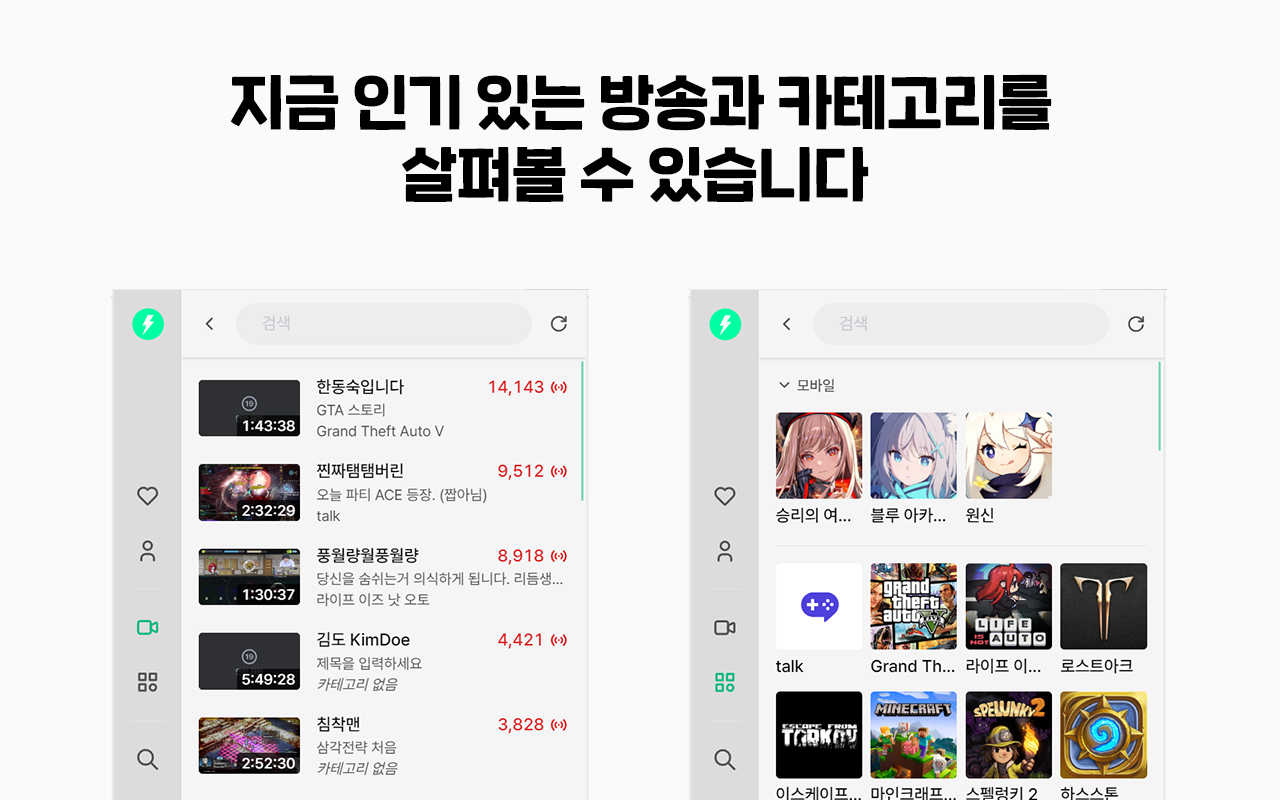 지금 인기 있는 방송과 카테고리를
살펴볼 수 있습니다
검색
19
1:43:38
한동숙입니다
14,143
GTA 스토리
Grand Theft Auto V
2:32:29
찐짜탬탬버린
9,512
오늘 파티 ACE 등장. (짭아님)
talk
1:30:37
풍월량월풍월량
8,918
당신을 숨쉬는거 의식하게 됩니다. 리듬생...
라이프 이즈 낫 오토
19
5:49:28
김도 KimDoe
4,421
제목을 입력하세요
카테고리 없음
2:52:30
침착맨
3,828
삼각전략 처음
카테고리 없음
검색
모바일
승리의 여...
블루 아카...
원신
grand theft auto V
LIFE IS NOT AUTO
talk
Grand Th...
라이프 이...
로스트아크
ESCAPE FROM TARKOV
MINECRAFT
SPELUNKY 2
이스케이프...
마인크래프...
스펠렁키 2
하스스톤